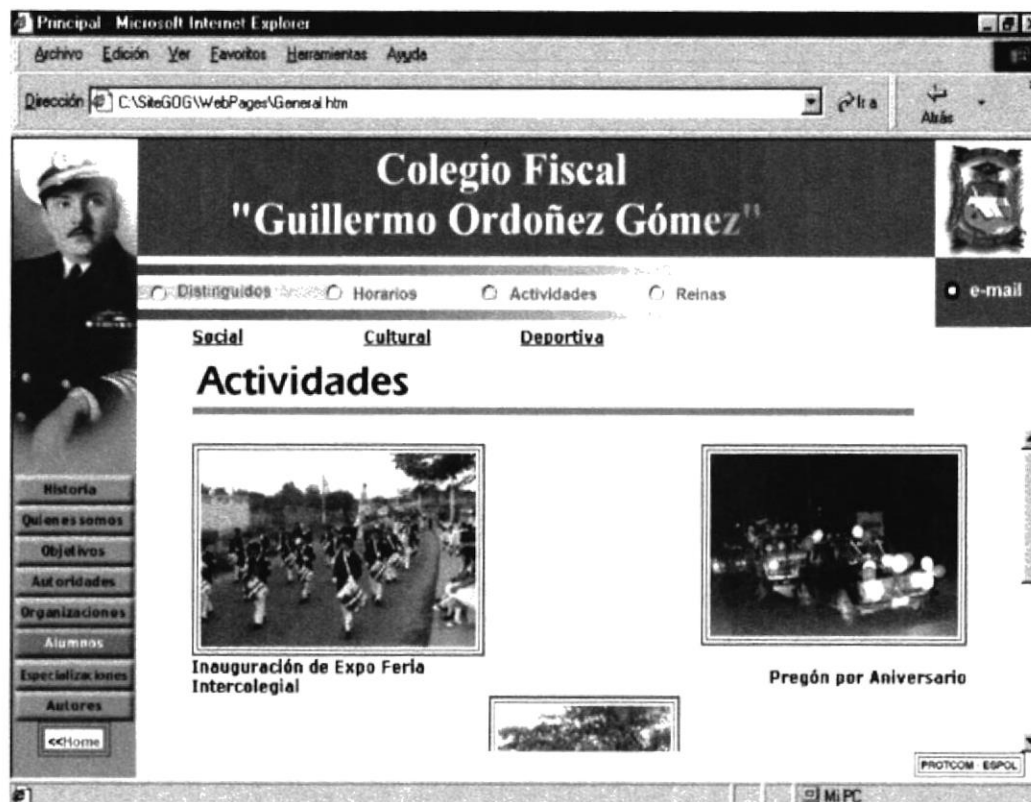 Principal - Microsoft Internet Explorer
Archivo Edición Ver Favoritos Herramientas Ayuda
Dirección C:\SiteGOG\WebPages\General.htm Ir a Atrás
Colegio Fiscal
"Guillermo Ordoñez Gómez"
Distinguidos Horarios Actividades Reinas e-mail
Social Cultural Deportiva
Actividades
Historia
Quienes somos
Objetivos
Autoridades
Organizaciones
Alumnos
Especializaciones
Autores
<<Home
Inauguración de Expo Feria
Intercolegial
Pregón por Aniversario
PROTCOM - ESPOL
Mi PC